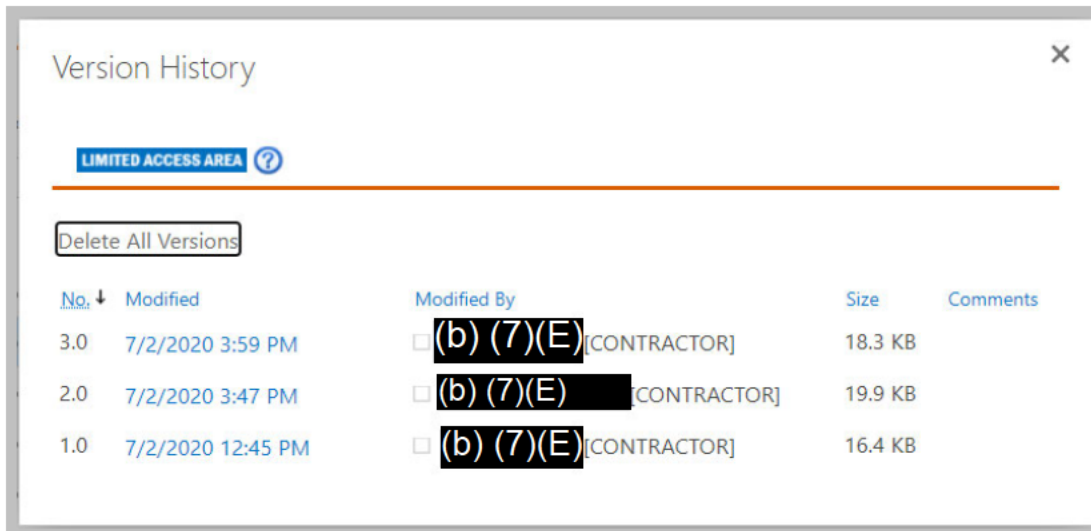 Version History
LIMITED ACCESS AREA ?
Delete All Versions
No. Modified Modified By Size Comments
3.0 7/2/2020 3:59 PM (b) (7)(E) [CONTRACTOR] 18.3 KB
2.0 7/2/2020 3:47 PM (b) (7)(E) [CONTRACTOR] 19.9 KB
1.0 7/2/2020 12:45 PM (b) (7)(E) [CONTRACTOR] 16.4 KB